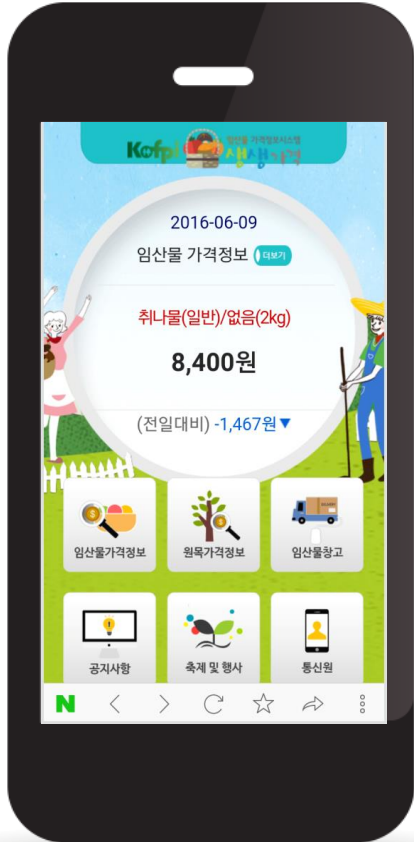 Kofpi 임산물 가격정보시스템
생생가격
2016-06-09
임산물 가격정보 더보기
취나물(일반)/없음(2kg)
8,400원
(전일대비) -1,467원▼
임산물가격정보 원목가격정보 임산물창고
공지사항 축제 및 행사 통신원
N